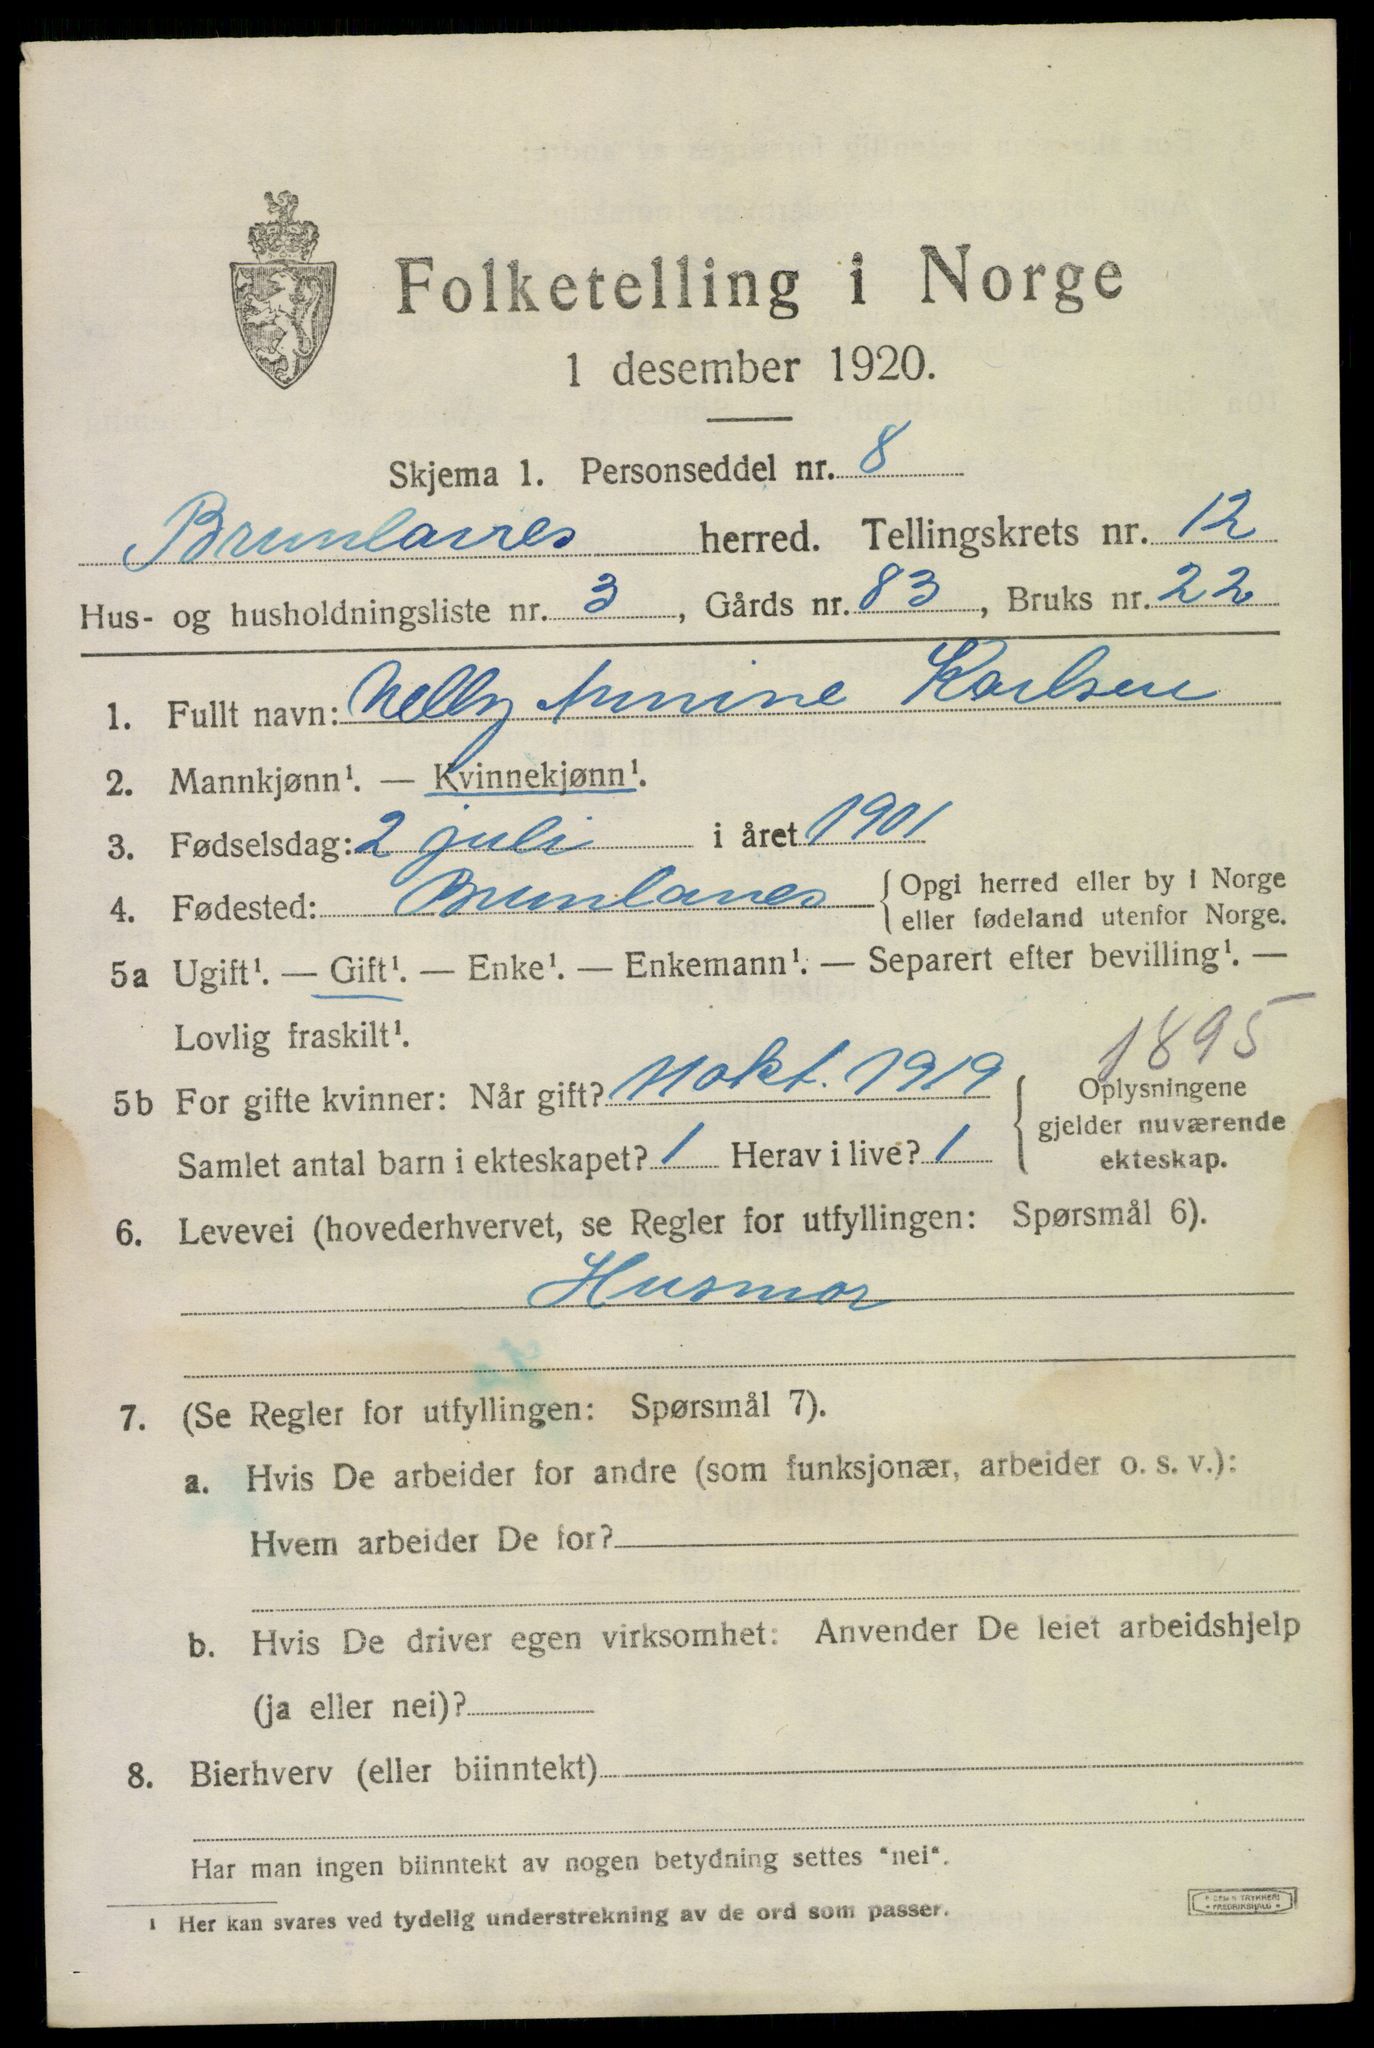 Folketelling i Norge
1 desember 1920.
Skjema 1. Personseddel nr. 8
Brunlanes herred. Tellingskrets nr. 12
Hus- og husholdningsliste nr. 3, Gårds nr. 83, Bruks nr. 22
1. Fullt navn: Nelly Annine Karlsen
2. Mannkjønn¹. — Kvinnekjønn¹.
3. Fødselsdag: 2 juli i året 1901
4. Fødested: Brunlanes { Opgi herred eller by i Norge
eller fødeland utenfor Norge.
5a Ugift¹. — Gift¹. — Enke¹. — Enkemann¹. — Separert efter bevilling¹. —
Lovlig fraskilt¹.
1895
5b For gifte kvinner: Når gift? 11 okt. 1919 { Oplysningene
gjelder nuværende
Samlet antal barn i ekteskapet? 1 Herav i live? 1 ekteskap.
6. Levevei (hovederhvervet, se Regler for utfyllingen: Spørsmål 6).
Husmor
7. (Se Regler for utfyllingen: Spørsmål 7).
a. Hvis De arbeider for andre (som funksjonær, arbeider o. s. v.):
Hvem arbeider De for?
b. Hvis De driver egen virksomhet: Anvender De leiet arbeidshjelp
(ja eller nei)?
8. Bierhverv (eller biinntekt)
Har man ingen biinntekt av nogen betydning settes "nei".
¹ Her kan svares ved tydelig understrekning av de ord som passer.
TRYKKERI
FREDRIKSHALD